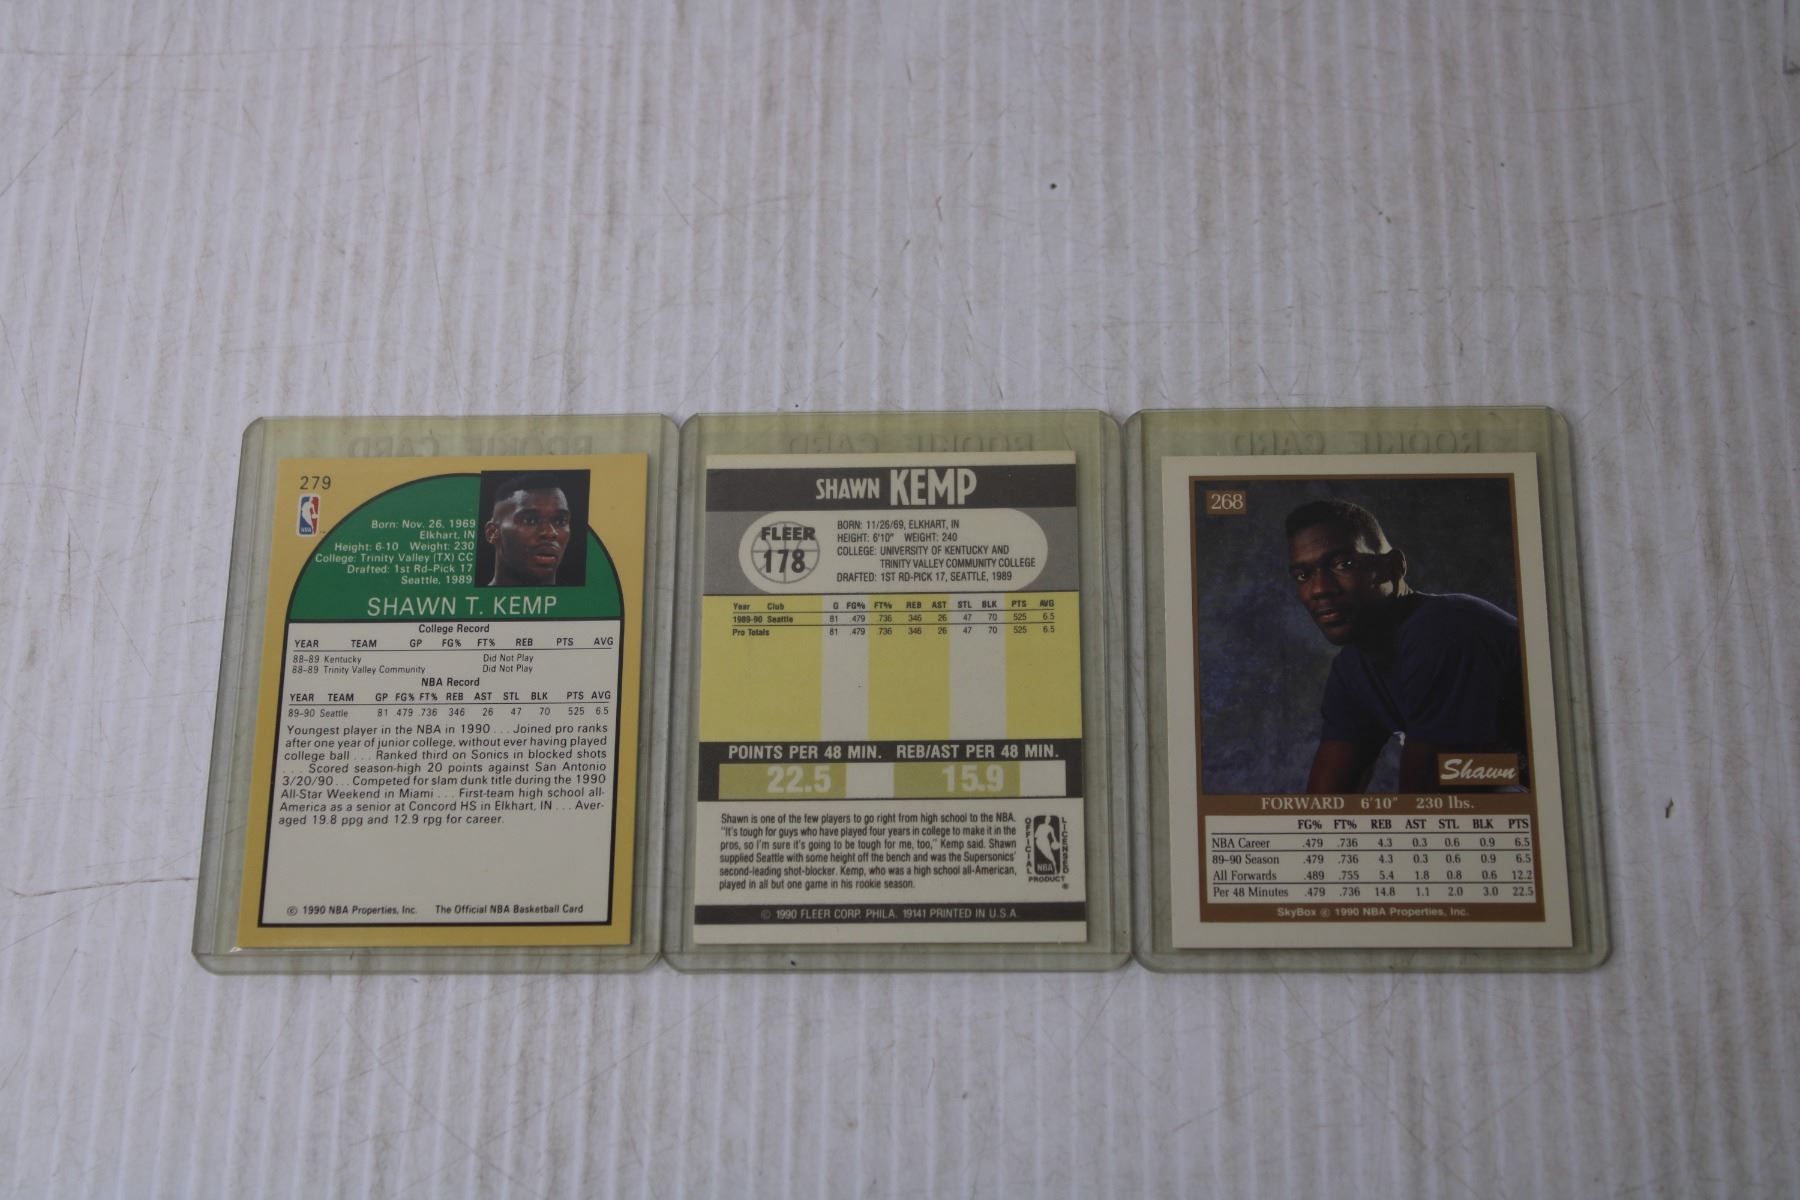 ROOKIE CARD
279
NBA
Born: Nov. 26, 1969
Elkhart, IN
Height: 6-10 Weight: 230
College: Trinity Valley (TX) CC
Drafted: 1st Rd-Pick 17
Seattle, 1989
SHAWN T. KEMP
College Record
YEAR TEAM GP FG% FT% REB PTS AVG
88-89 Kentucky Did Not Play
88-89 Trinity Valley Community Did Not Play
NBA Record
YEAR TEAM GP FG% FT% REB AST STL BLK PTS AVG
89-90 Seattle 81 .479 .736 346 26 47 70 525 6.5
Youngest player in the NBA in 1990 ... Joined pro ranks
after one year of junior college, without ever having played
college ball ... Ranked third on Sonics in blocked shots
... Scored season-high 20 points against San Antonio
3/20/90 ... Competed for slam dunk title during the 1990
All-Star Weekend in Miami ... First-team high school all-
America as a senior at Concord HS in Elkhart, IN ... Aver-
aged 19.8 ppg and 12.9 rpg for career.
© 1990 NBA Properties, Inc. The Official NBA Basketball Card
ROOKIE CARD
SHAWN KEMP
FLEER
178
BORN: 11/26/69, ELKHART, IN
HEIGHT: 6'10" WEIGHT: 240
COLLEGE: UNIVERSITY OF KENTUCKY AND
TRINITY VALLEY COMMUNITY COLLEGE
DRAFTED: 1ST RD-PICK 17, SEATTLE, 1989
Year Club G FG% FT% REB AST STL BLK PTS AVG
1989-90 Seattle 81 .479 .736 346 26 47 70 525 6.5
Pro Totals 81 .479 .736 346 26 47 70 525 6.5
POINTS PER 48 MIN. REB/AST PER 48 MIN.
22.5 15.9
Shawn is one of the few players to go right from high school to the NBA.
"It's tough for guys who have played four years in college to make it in the
pros, so I'm sure it's going to be tough for me, too," Kemp said. Shawn
supplied Seattle with some height off the bench and was the Supersonics'
second-leading shot-blocker. Kemp, who was a high school all-American,
played in all but one game in his rookie season.
OFFICIAL LICENSED
NBA
PRODUCT ®
© 1990 FLEER CORP. PHILA. 19141 PRINTED IN U.S.A.
ROOKIE CARD
268
Shawn
FORWARD 6'10" 230 lbs.
FG% FT% REB AST STL BLK PTS
NBA Career .479 .736 4.3 0.3 0.6 0.9 6.5
89-90 Season .479 .736 4.3 0.3 0.6 0.9 6.5
All Forwards .489 .755 5.4 1.8 0.8 0.6 12.2
Per 48 Minutes .479 .736 14.8 1.1 2.0 3.0 22.5
SkyBox © 1990 NBA Properties, Inc.